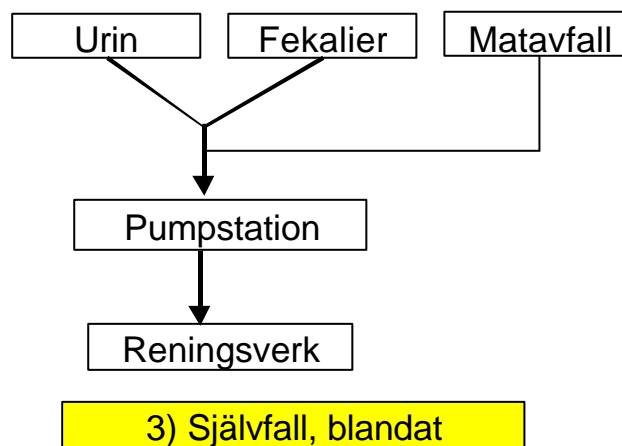 Urin
Fekalier
Matavfall
Pumpstation
Reningsverk
3) Självfall, blandat